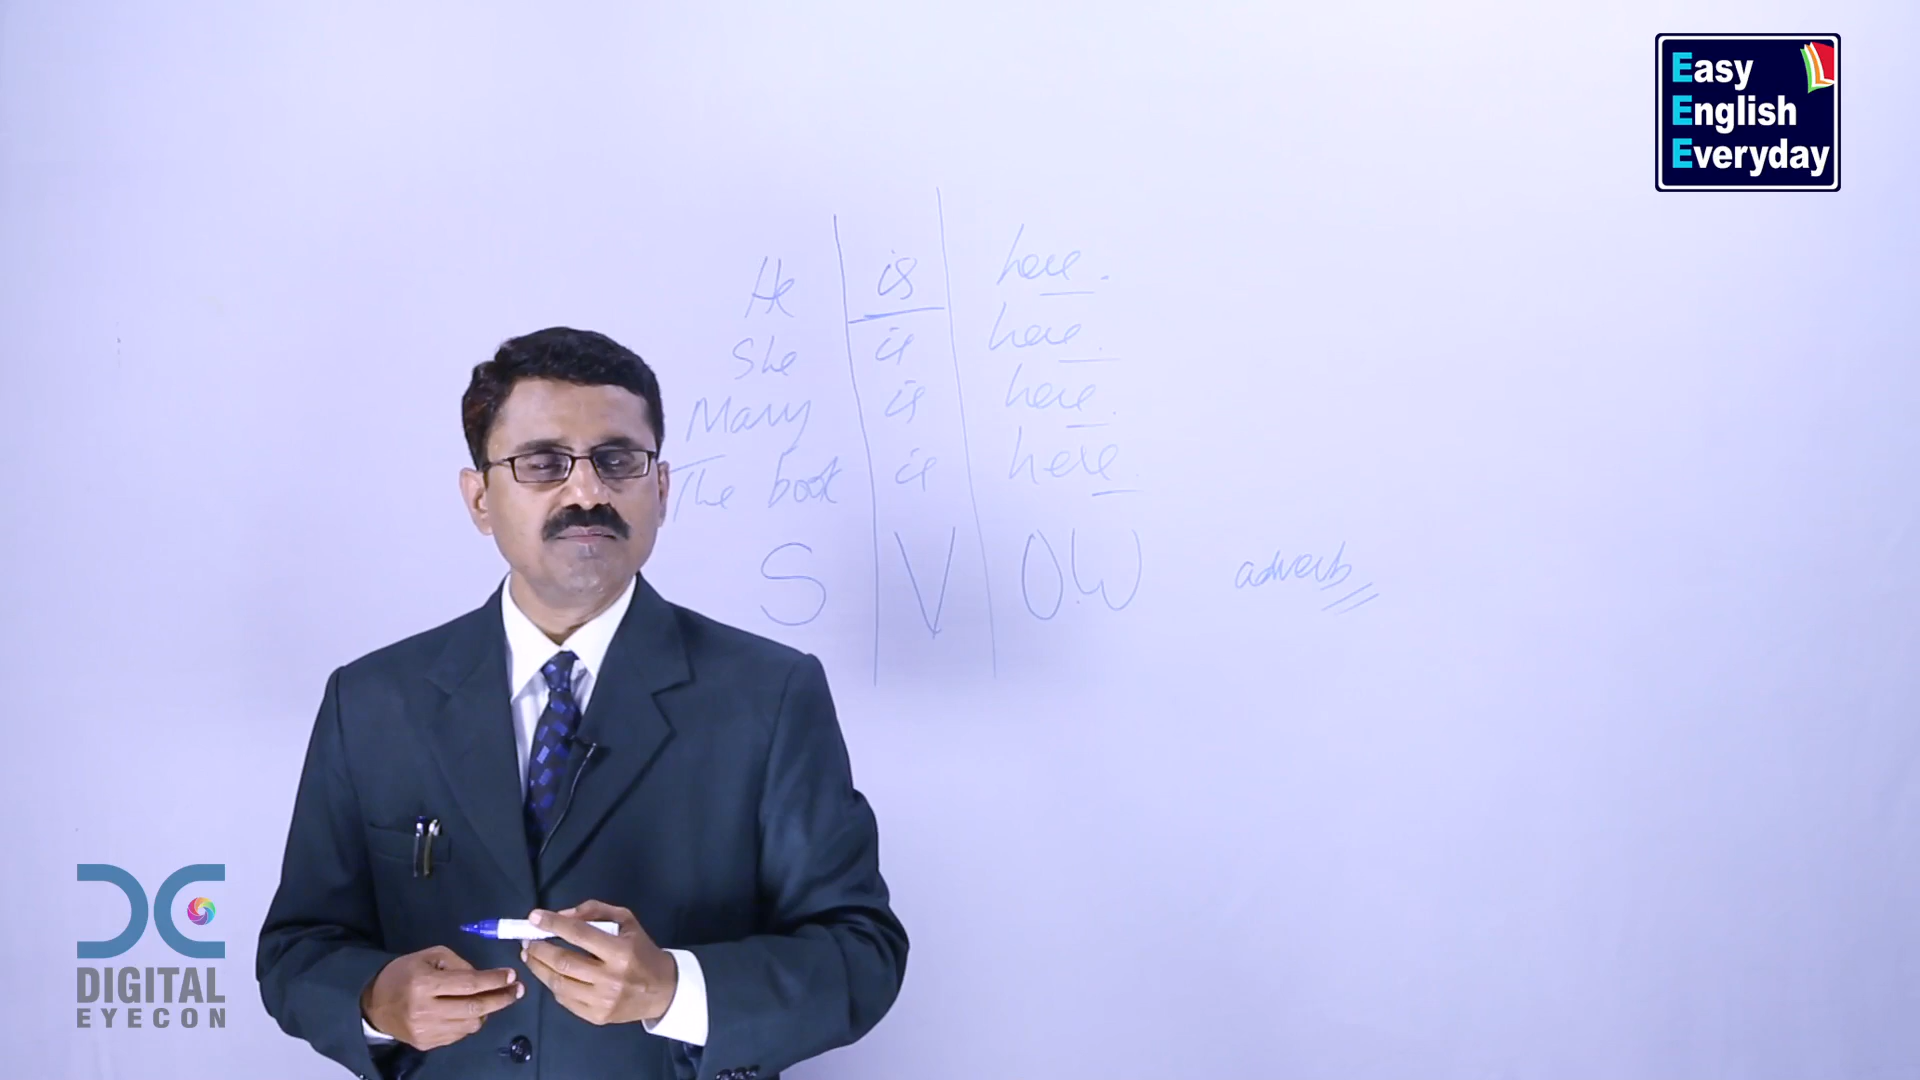 Easy
English
Everyday
He is here.
She is here.
Mary is here.
The book is here.
S V O.W adverb
DIGITAL
EYECON